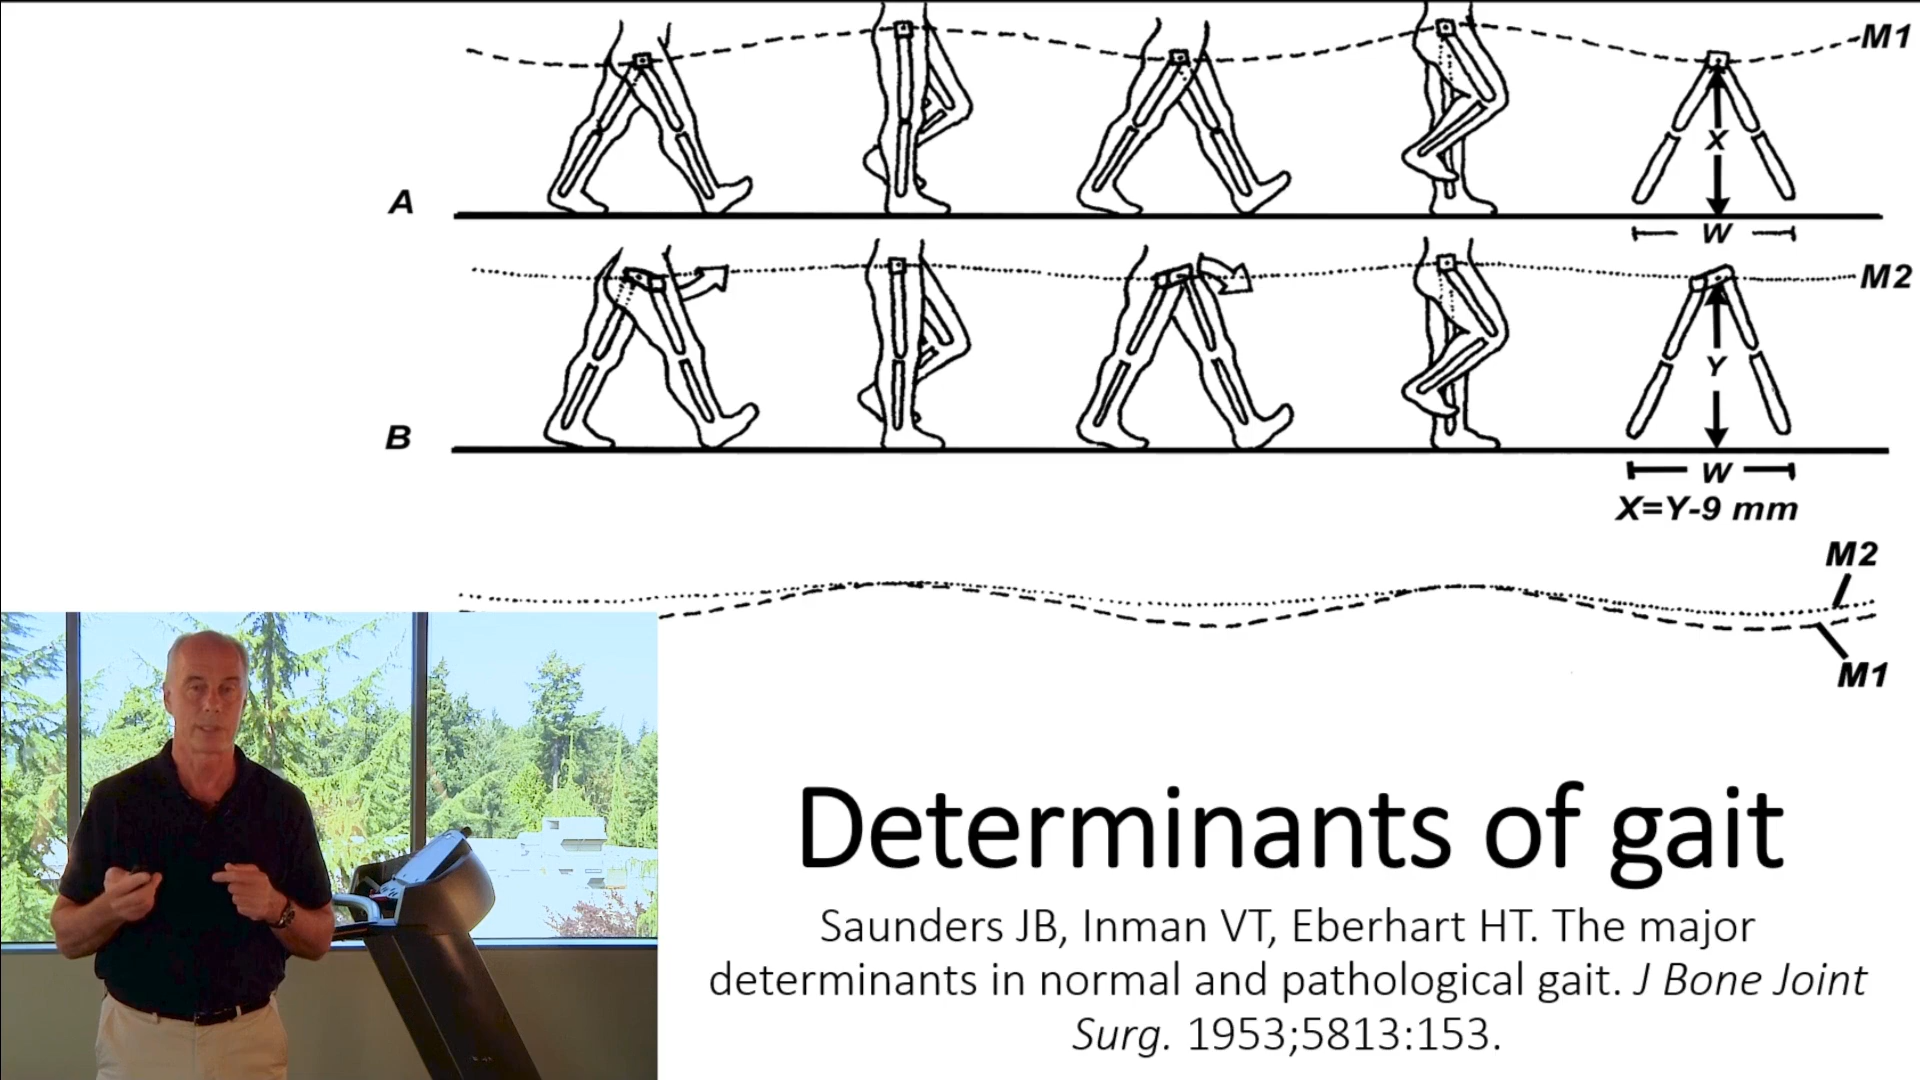 M1
A
X
W
M2
B
Y
W
X=Y-9 mm
M2
M1
Determinants of gait
Saunders JB, Inman VT, Eberhart HT. The major
determinants in normal and pathological gait. J Bone Joint
Surg. 1953;5813:153.